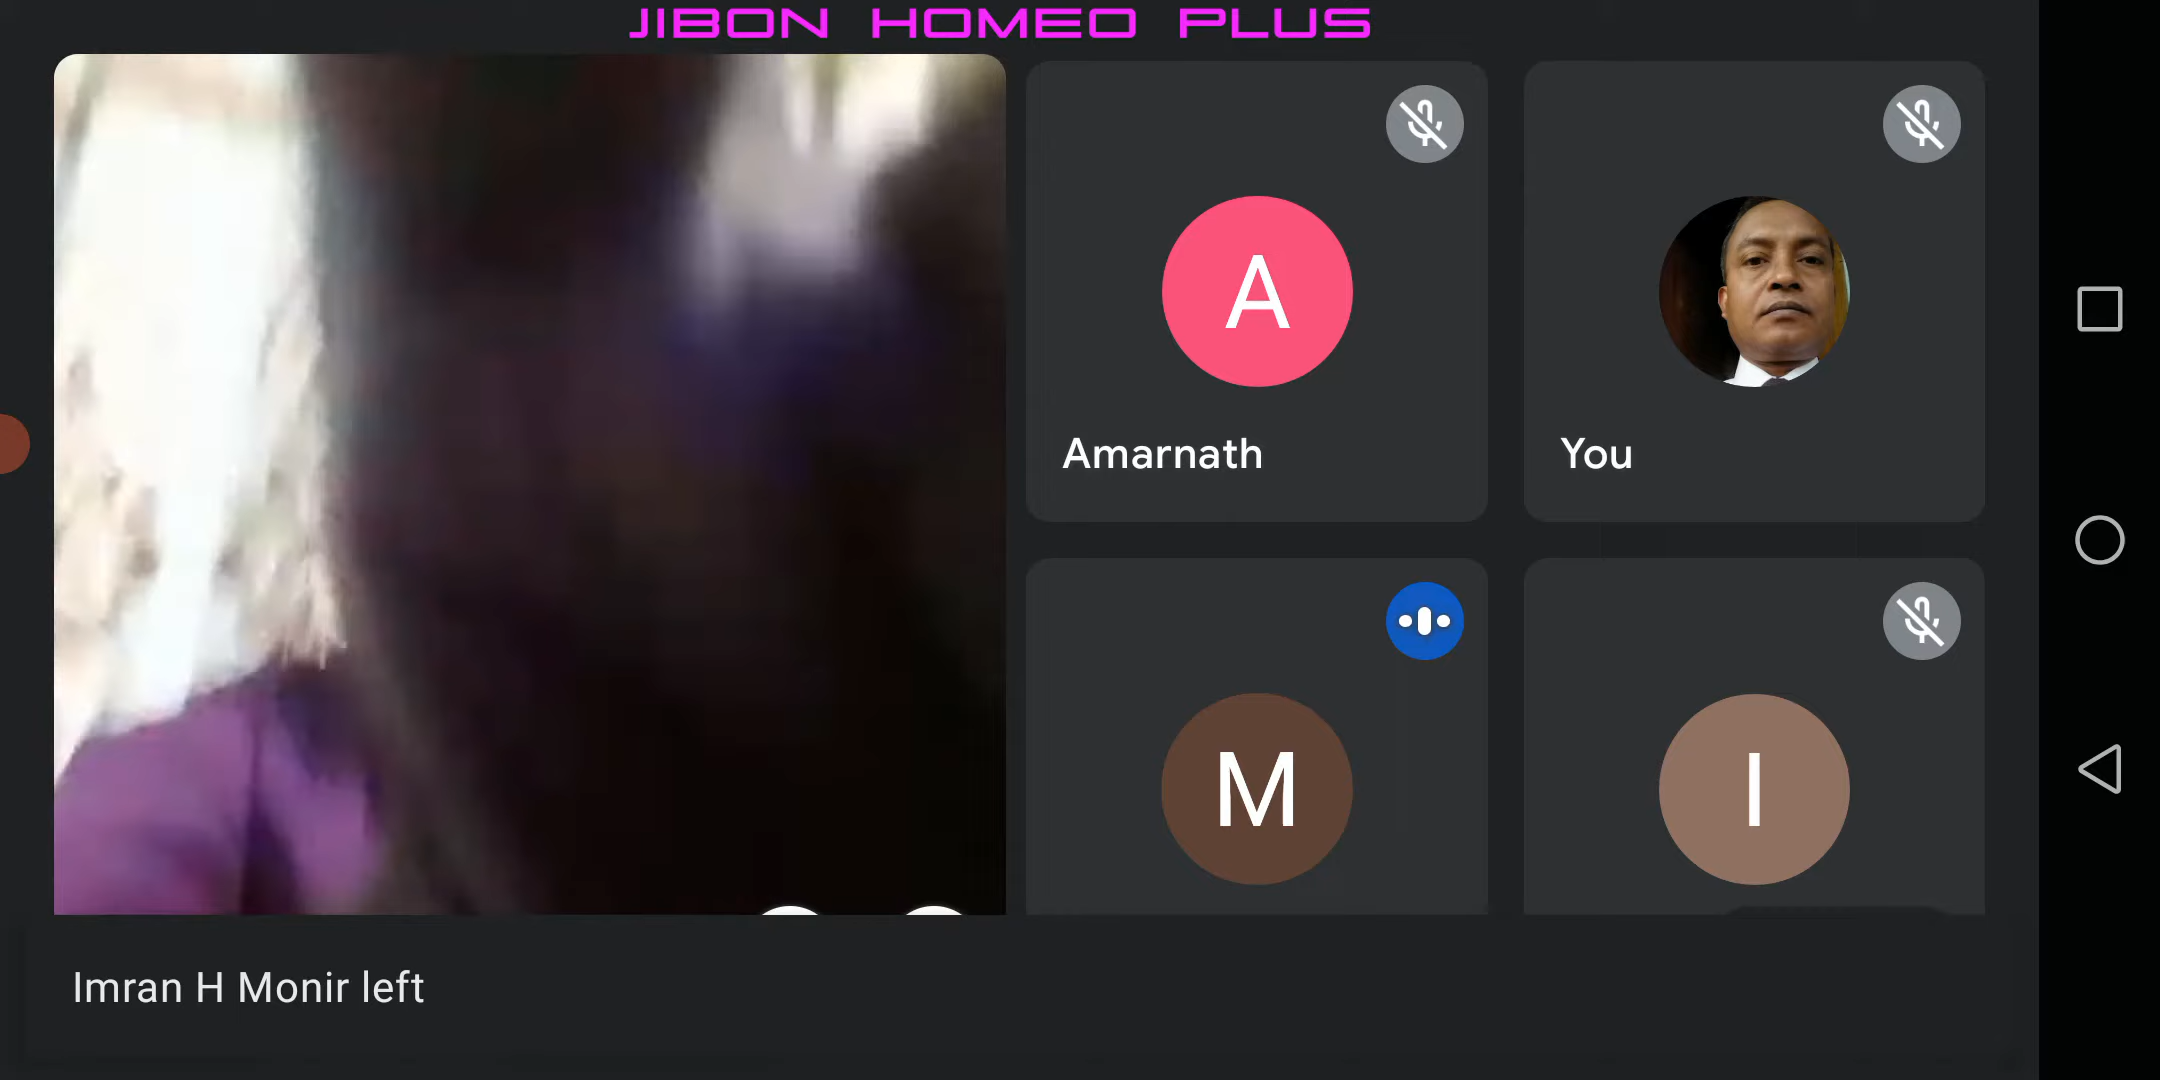 JIBON HOMEO PLUS
A
Amarnath
You
M
I
Imran H Monir left